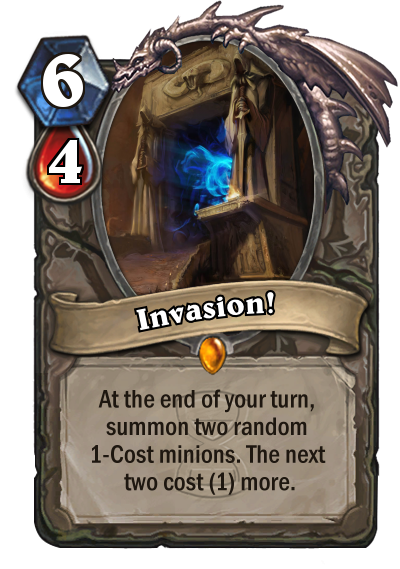 6
4
Invasion!
At the end of your turn,
summon two random
1-Cost minions. The next
two cost (1) more.